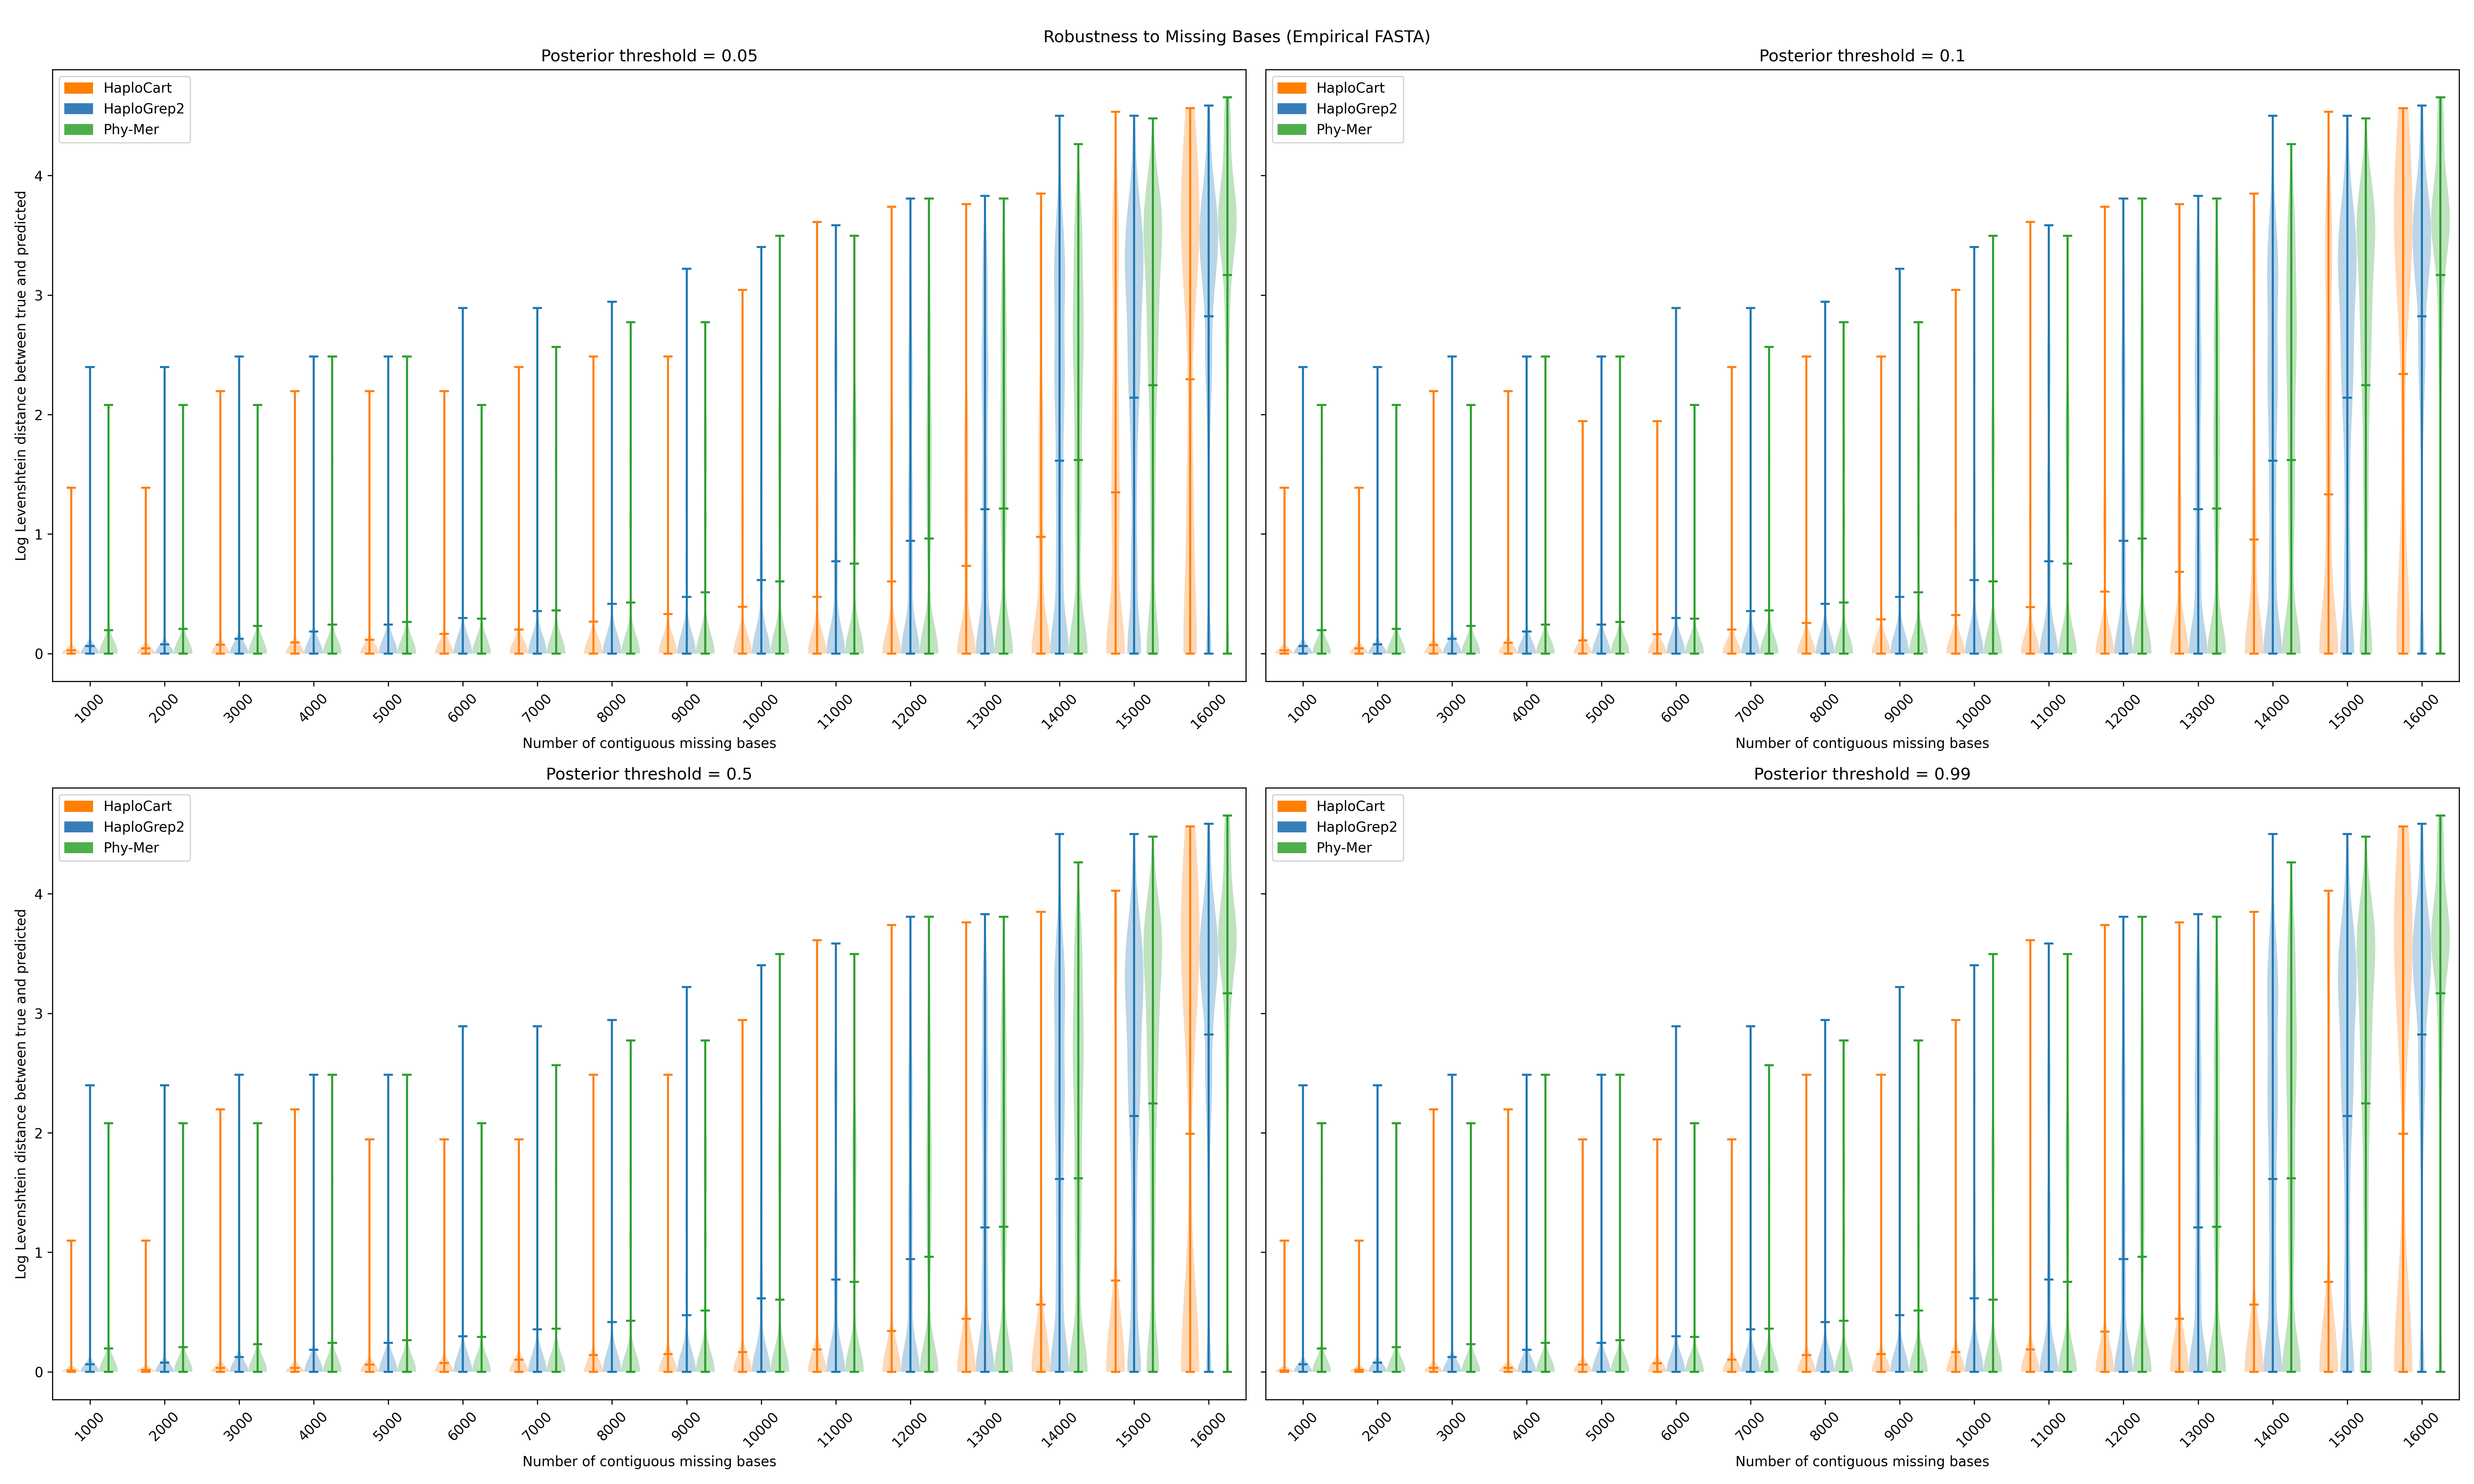 Robustness to Missing Bases (Empirical FASTA)
Posterior threshold = 0.05
HaploCart
HaploGrep2
Phy-Mer
Log Levenshtein distance between true and predicted
4
3
2
1
0
1000 2000 3000 4000 5000 6000 7000 8000 9000 10000 11000 12000 13000 14000 15000 16000
Number of contiguous missing bases
Posterior threshold = 0.1
HaploCart
HaploGrep2
Phy-Mer
1000 2000 3000 4000 5000 6000 7000 8000 9000 10000 11000 12000 13000 14000 15000 16000
Number of contiguous missing bases
Posterior threshold = 0.5
HaploCart
HaploGrep2
Phy-Mer
Log Levenshtein distance between true and predicted
4
3
2
1
0
1000 2000 3000 4000 5000 6000 7000 8000 9000 10000 11000 12000 13000 14000 15000 16000
Number of contiguous missing bases
Posterior threshold = 0.99
HaploCart
HaploGrep2
Phy-Mer
1000 2000 3000 4000 5000 6000 7000 8000 9000 10000 11000 12000 13000 14000 15000 16000
Number of contiguous missing bases